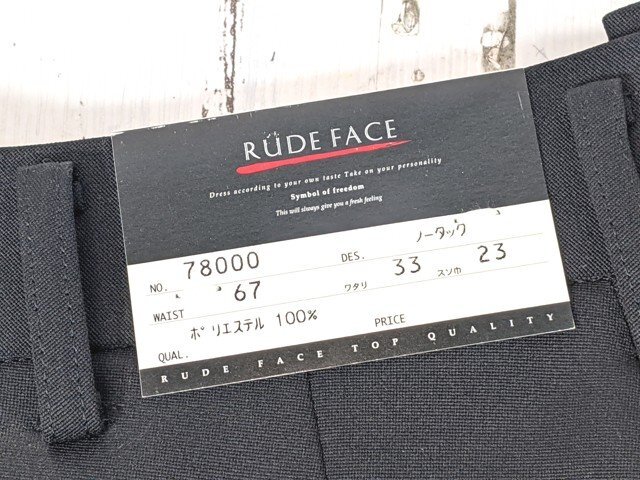 RÜDE FACE
Dress according to your own taste Take on your personality
Symbol of freedom
This will always give you a fresh feeling
NO. 78000 DES. ノータック
WAIST 67 ワタリ 33 スソ巾 23
QUAL. ポリエステル 100% PRICE
RUDE FACE TOP QUALITY